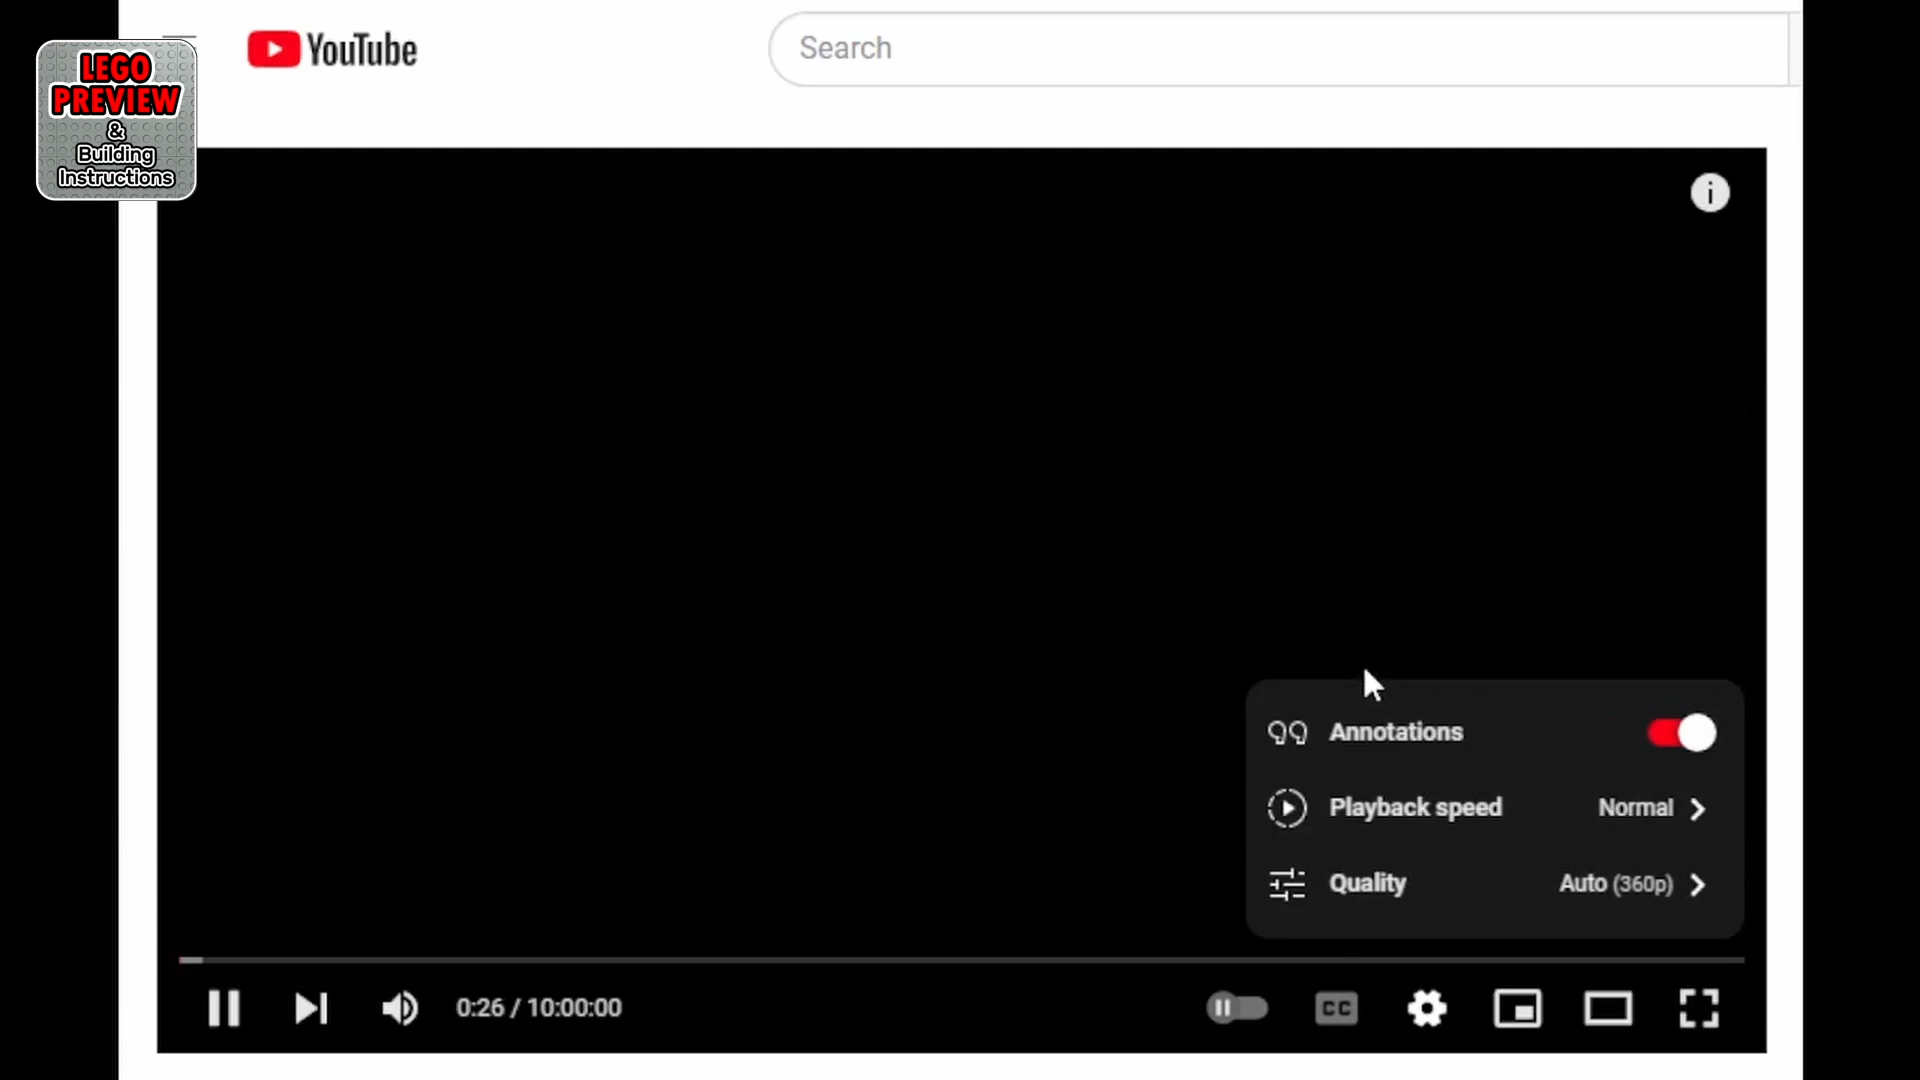 LEGO
PREVIEW
&
Building
Instructions
YouTube
Search
i
Annotations
Playback speed Normal
Quality Auto (360p)
0:26 / 10:00:00
CC